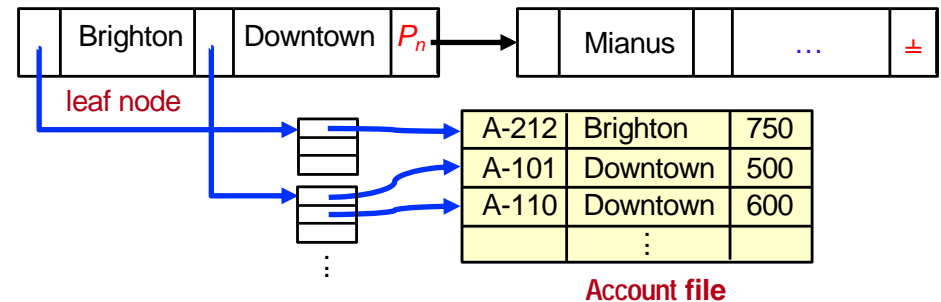 Brighton Downtown Pn Mianus … ⫨
leaf node
A-212 Brighton 750
A-101 Downtown 500
A-110 Downtown 600
⋮
⋮
Account file